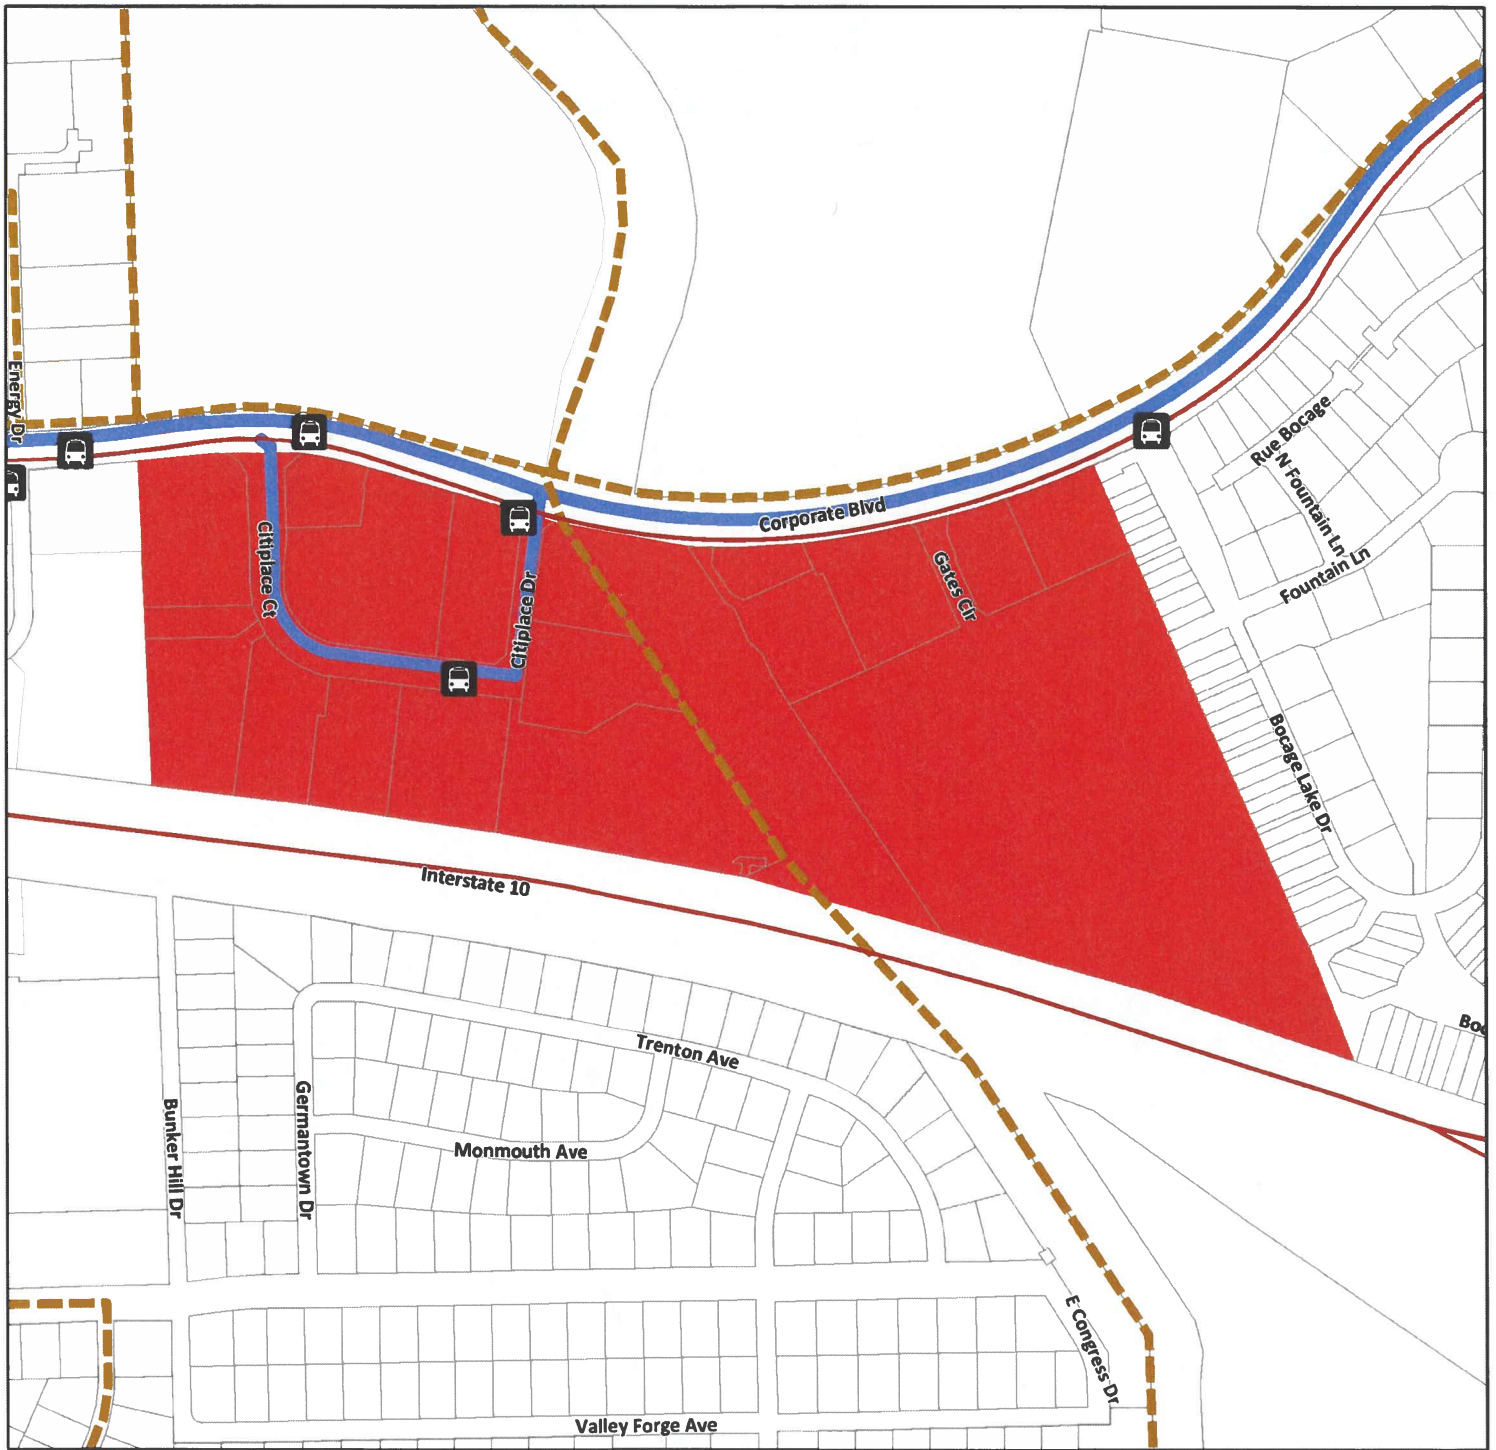 Energy Dr
Corporate Blvd
Rue Bocage
N Fountain Ln
Fountain Ln
Citiplace Ct
Citiplace Dr
Gates Cir
Bocage Lake Dr
Interstate 10
Trenton Ave
Monmouth Ave
Germantown Dr
Bunker Hill Dr
E Congress Dr
Valley Forge Ave